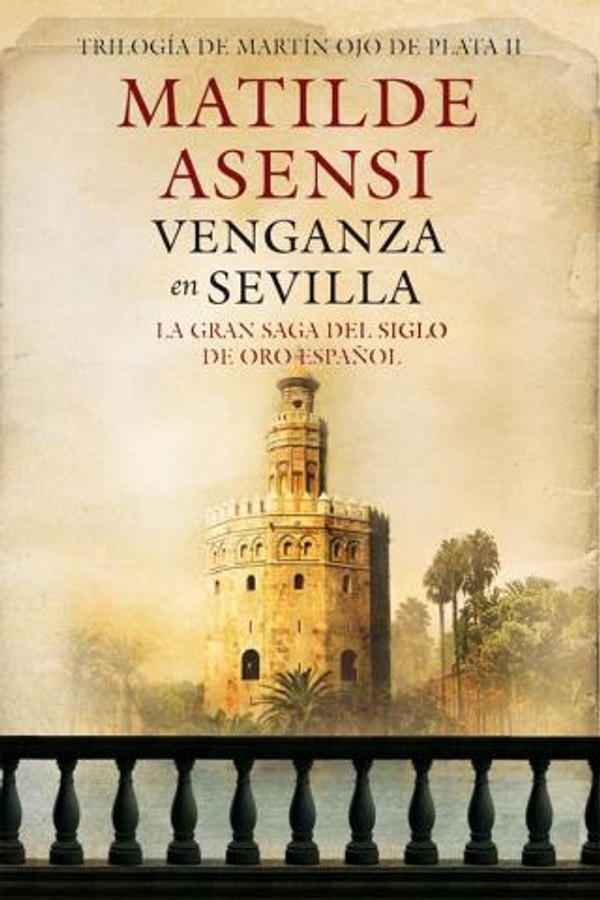 TRILOGÍA DE MARTÍN OJO DE PLATA II
MATILDE
ASENSI
VENGANZA
en SEVILLA
LA GRAN SAGA DEL SIGLO
DE ORO ESPAÑOL